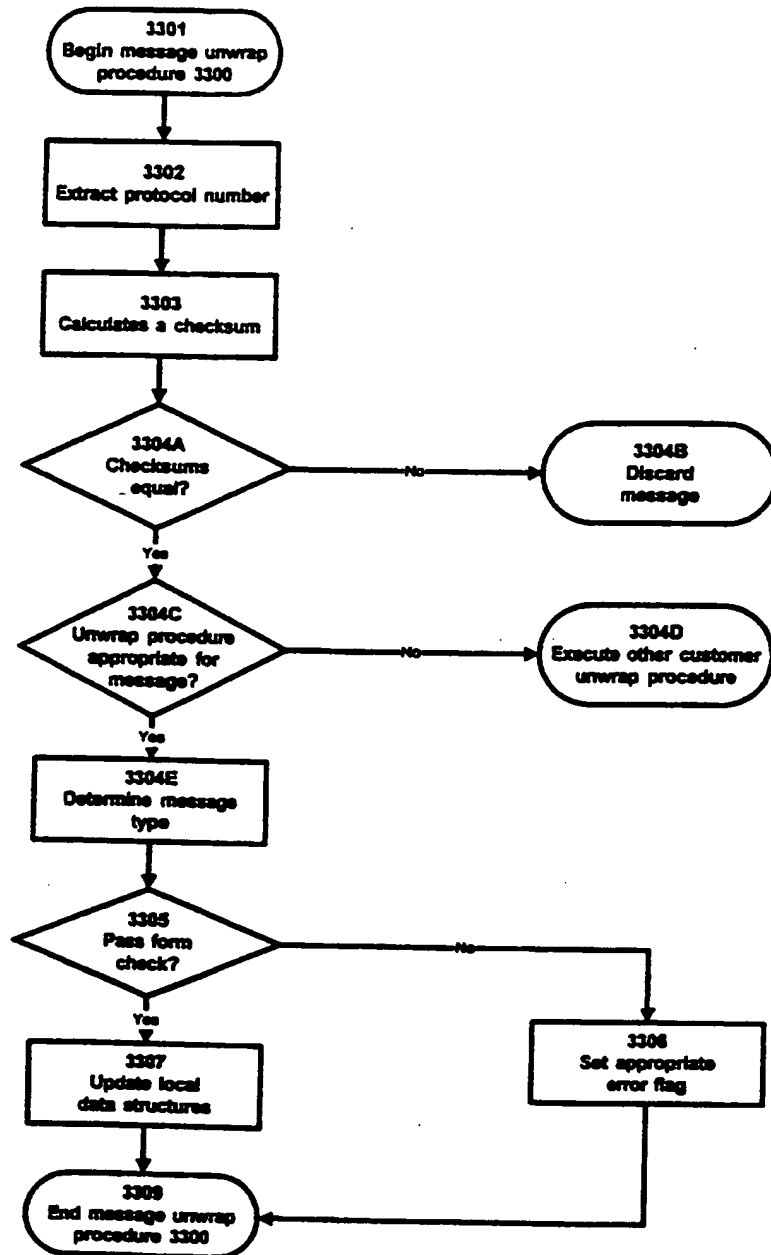 3301
Begin message unwrap
procedure 3300
3302
Extract protocol number
3303
Calculates a checksum
3304A
Checksums
equal?
No
3304B
Discard
message
Yes
3304C
Unwrap procedure
appropriate for
message?
No
3304D
Execute other customer
unwrap procedure
Yes
3304E
Determine message
type
3305
Pass form
check?
No
Yes
3307
Update local
data structures
3306
Set appropriate
error flag
3309
End message unwrap
procedure 3300